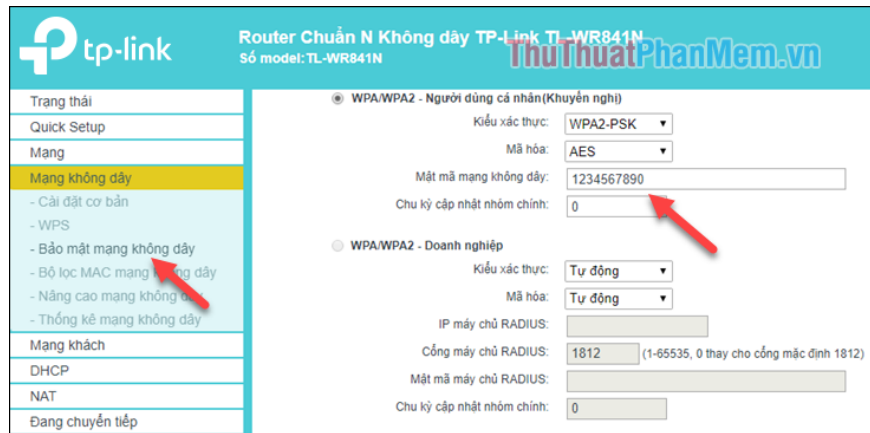 tp-link
Router Chuẩn N Không dây TP-Link TL-WR841N
Số model:TL-WR841N
ThuThuatPhanMem.vn
Trạng thái
Quick Setup
Mạng
Mạng không dây
- Cài đặt cơ bản
- WPS
- Bảo mật mạng không dây
- Bộ lọc MAC mạng không dây
- Nâng cao mạng không dây
- Thống kê mạng không dây
Mạng khách
DHCP
NAT
Đang chuyển tiếp
WPA/WPA2 - Người dùng cá nhân(Khuyến nghị)
Kiểu xác thực: WPA2-PSK
Mã hóa: AES
Mật mã mạng không dây: 1234567890
Chu kỳ cập nhật nhóm chính: 0
WPA/WPA2 - Doanh nghiệp
Kiểu xác thực: Tự động
Mã hóa: Tự động
IP máy chủ RADIUS:
Cổng máy chủ RADIUS: 1812 (1-65535, 0 thay cho cổng mặc định 1812)
Mật mã máy chủ RADIUS:
Chu kỳ cập nhật nhóm chính: 0